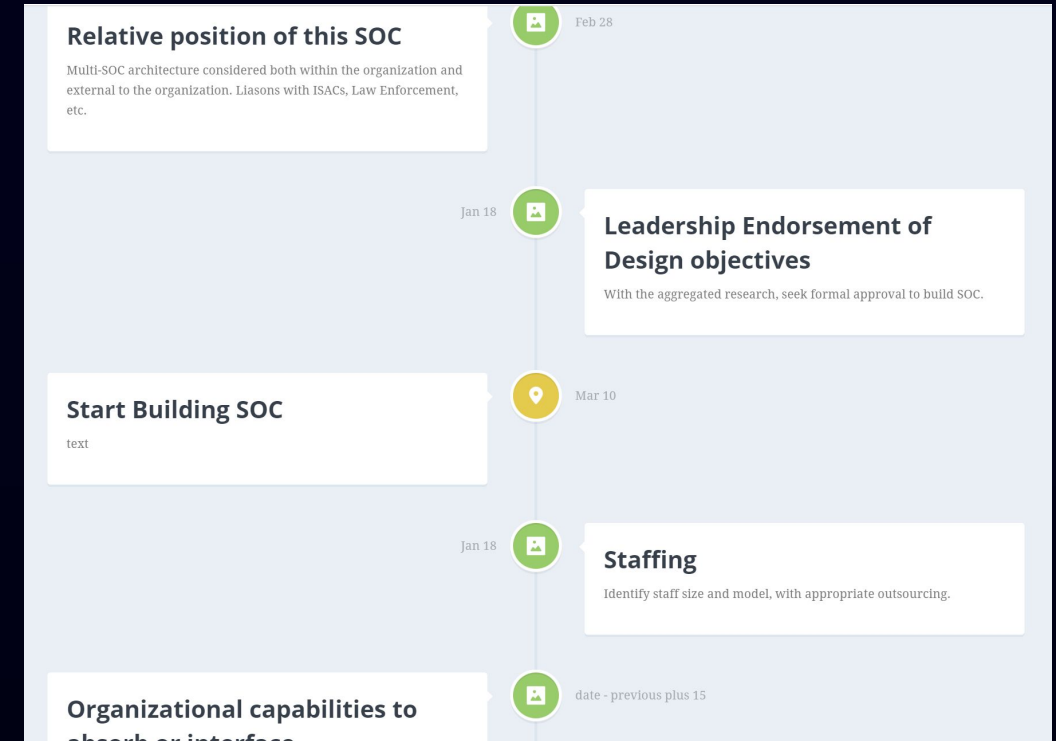 Feb 28
Relative position of this SOC
Multi-SOC architecture considered both within the organization and
external to the organization. Liasons with ISACs, Law Enforcement,
etc.
Jan 18
Leadership Endorsement of
Design objectives
With the aggregated research, seek formal approval to build SOC.
Mar 10
Start Building SOC
text
Jan 18
Staffing
Identify staff size and model, with appropriate outsourcing.
date - previous plus 15
Organizational capabilities to
absorb or interface